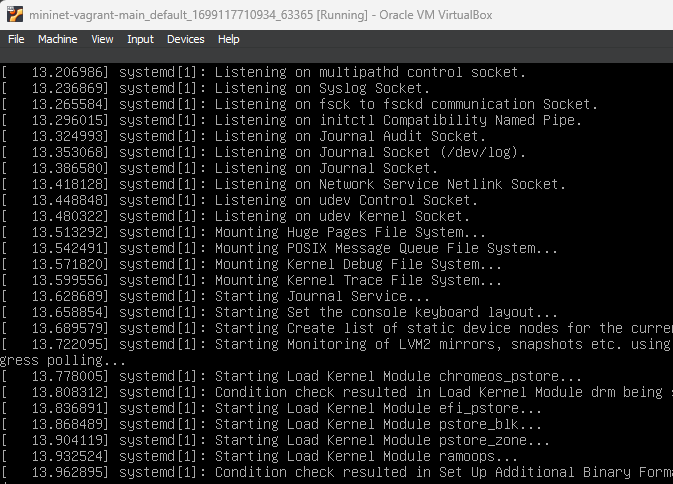 mininet-vagrant-main_default_1699117710934_63365 [Running] - Oracle VM VirtualBox
File Machine View Input Devices Help
[   13.206986] systemd[1]: Listening on multipathd control socket.
[   13.236869] systemd[1]: Listening on Syslog Socket.
[   13.265584] systemd[1]: Listening on fsck to fsckd communication Socket.
[   13.296015] systemd[1]: Listening on initctl Compatibility Named Pipe.
[   13.324993] systemd[1]: Listening on Journal Audit Socket.
[   13.353068] systemd[1]: Listening on Journal Socket (/dev/log).
[   13.386580] systemd[1]: Listening on Journal Socket.
[   13.418128] systemd[1]: Listening on Network Service Netlink Socket.
[   13.448848] systemd[1]: Listening on udev Control Socket.
[   13.480322] systemd[1]: Listening on udev Kernel Socket.
[   13.513292] systemd[1]: Mounting Huge Pages File System...
[   13.542491] systemd[1]: Mounting POSIX Message Queue File System...
[   13.571820] systemd[1]: Mounting Kernel Debug File System...
[   13.599556] systemd[1]: Mounting Kernel Trace File System...
[   13.628689] systemd[1]: Starting Journal Service...
[   13.658854] systemd[1]: Starting Set the console keyboard layout...
[   13.689579] systemd[1]: Starting Create list of static device nodes for the curre
[   13.722095] systemd[1]: Starting Monitoring of LVM2 mirrors, snapshots etc. using
gress polling...
[   13.778005] systemd[1]: Starting Load Kernel Module chromeos_pstore...
[   13.808312] systemd[1]: Condition check resulted in Load Kernel Module drm being s
[   13.836891] systemd[1]: Starting Load Kernel Module efi_pstore...
[   13.868489] systemd[1]: Starting Load Kernel Module pstore_blk...
[   13.904119] systemd[1]: Starting Load Kernel Module pstore_zone...
[   13.932524] systemd[1]: Starting Load Kernel Module ramoops...
[   13.962895] systemd[1]: Condition check resulted in Set Up Additional Binary Forma